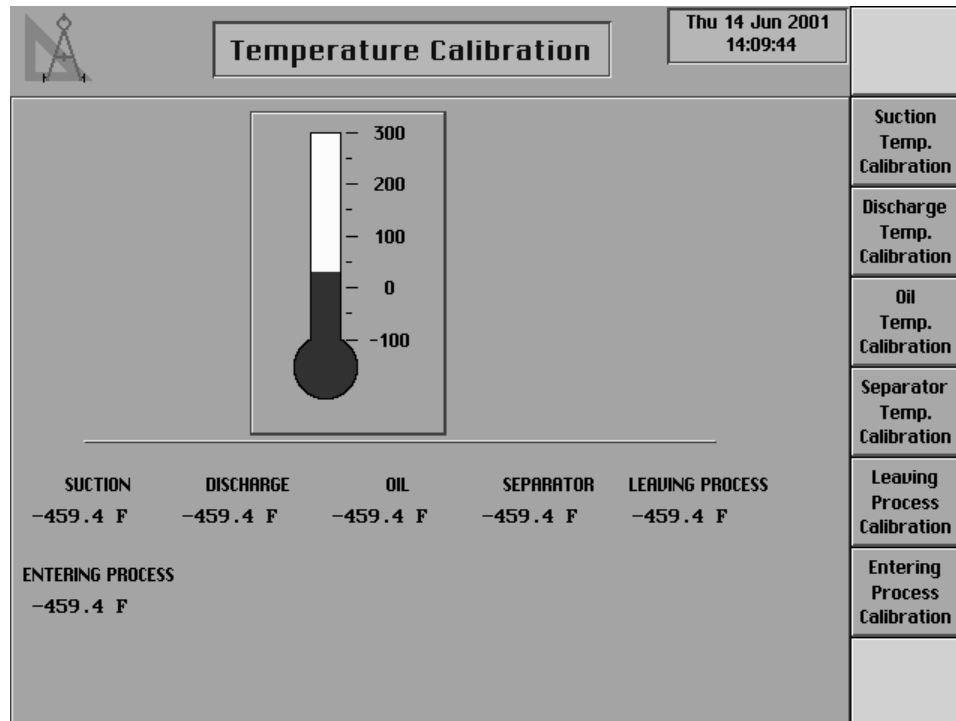 Temperature Calibration
Thu 14 Jun 2001
14:09:44
300
200
100
0
-100
SUCTION DISCHARGE OIL SEPARATOR LEAVING PROCESS
-459.4 F -459.4 F -459.4 F -459.4 F -459.4 F
ENTERING PROCESS
-459.4 F
Suction
Temp.
Calibration
Discharge
Temp.
Calibration
Oil
Temp.
Calibration
Separator
Temp.
Calibration
Leaving
Process
Calibration
Entering
Process
Calibration